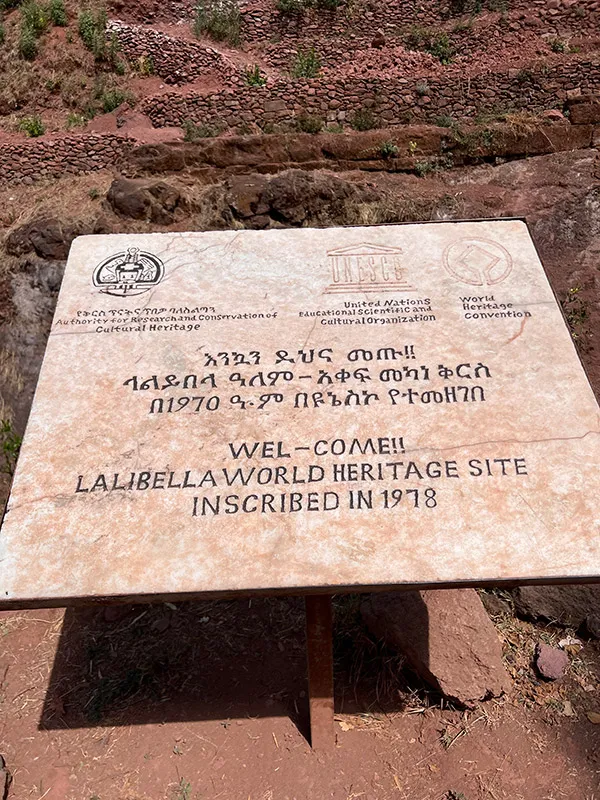 የቅርስ ጥናትና ጥበቃ ባለስልጣን
Authority for Research and Conservation of
Cultural Heritage
UNESCO
United NationS
Educational Scientific and
Cultural Organization
World
Heritage
Convention
እንኳን ደህና መጡ!!
ላልይበላ ዓለም-አቀፍ መካነ ቅርስ
በ1970 ዓ.ም በዩኔስኮ የተመዘገበ
WEL-COME!!
LALIBELLA WORLD HERITAGE SITE
INSCRIBED IN 1978